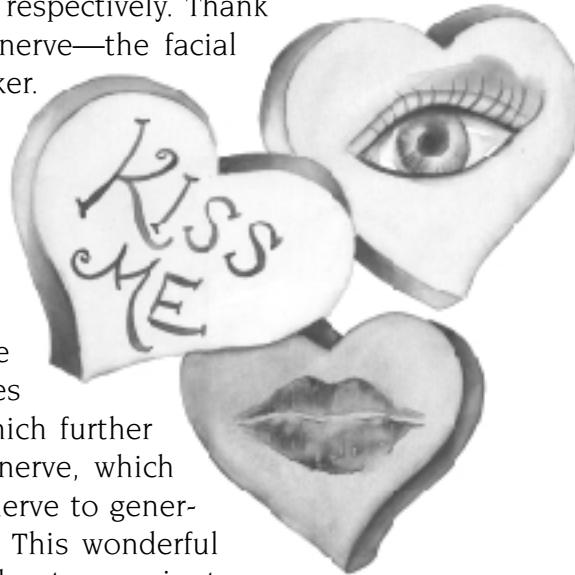 respectively. Thank
nerve—the facial
ker.
KISS
ME
e
es
hich further
nerve, which
erve to gener-
This wonderful